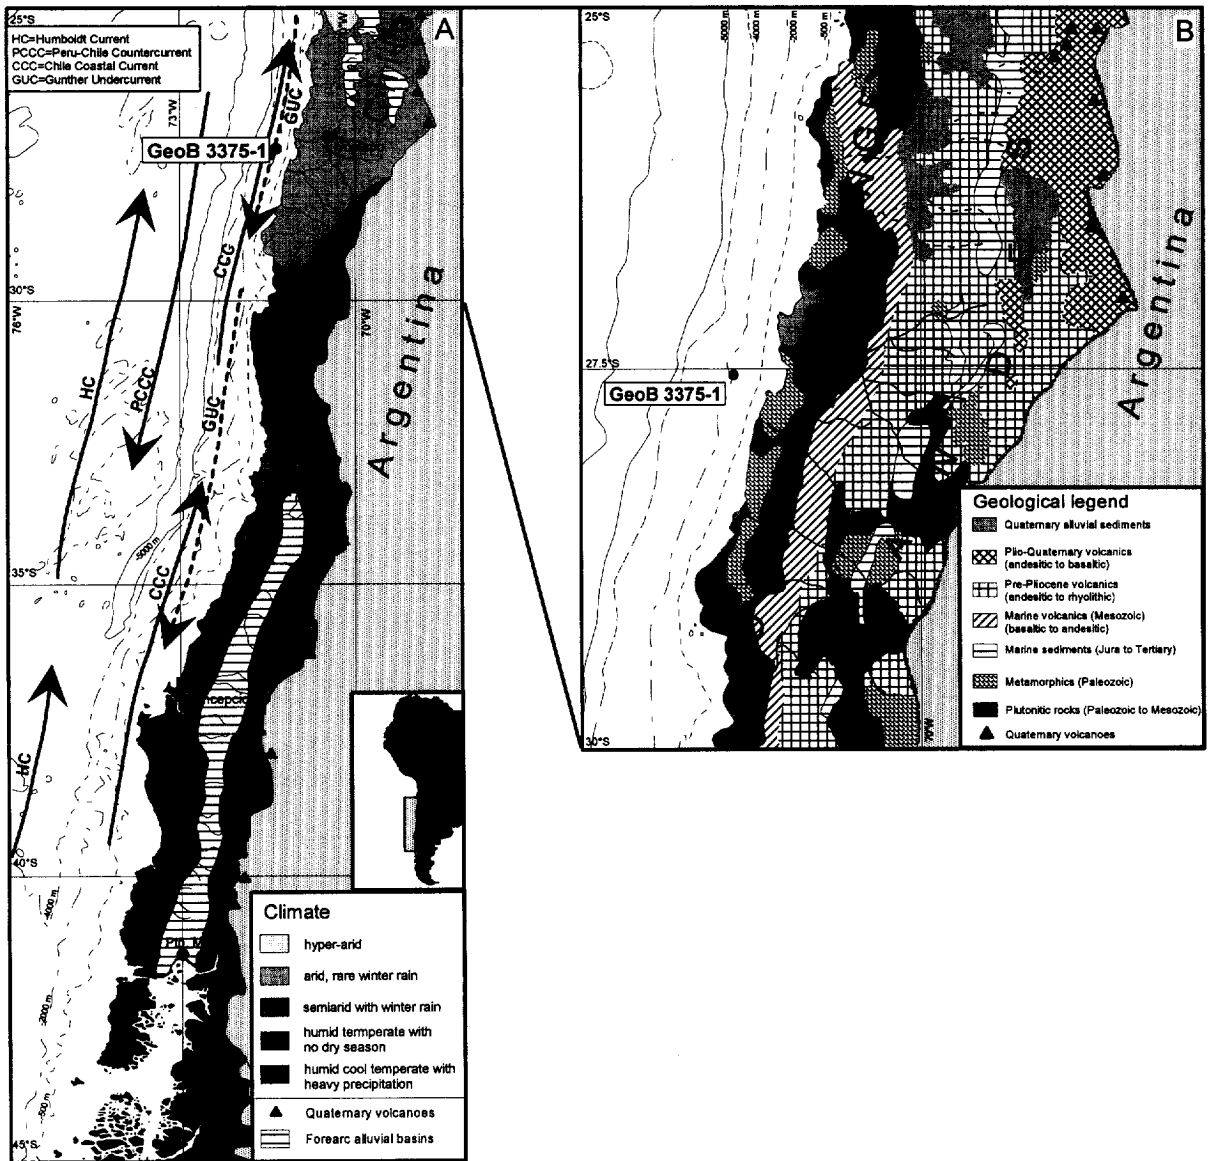 HC=Humboldt Current
PCCC=Peru-Chile Countercurrent
CCC=Chile Coastal Current
GUC=Gunther Undercurrent
25°S
A
73°W
GUC
GeoB 3375-1
CCC
30°S
76°W
70°W
HC
PCCC
GUC
Argentina
-5000 m
35°S
CCC
HC
40°S
-4000 m
-2000 m
-500 m
45°S
Climate
hyper-arid
arid, rare winter rain
semiarid with winter rain
humid termperate with
no dry season
humid cool temperate with
heavy precipitation
Quaternary volcanoes
Forearc alluvial basins
25°S
-5000 m
-4000 m
-2000 m
-500 m
B
27.5°S
GeoB 3375-1
A N D E S
Argentina
30°S
70°W
Geological legend
Quaternary alluvial sediments
Plio-Quaternary volcanics
(andesitic to basaltic)
Pre-Pliocene volcanics
(andesitic to rhyolithic)
Marine volcanics (Mesozoic)
(basaltic to andesitic)
Marine sediments (Jura to Tertiary)
Metamorphics (Paleozoic)
Plutonitic rocks (Paleozoic to Mesozoic)
Quaternary volcanoes